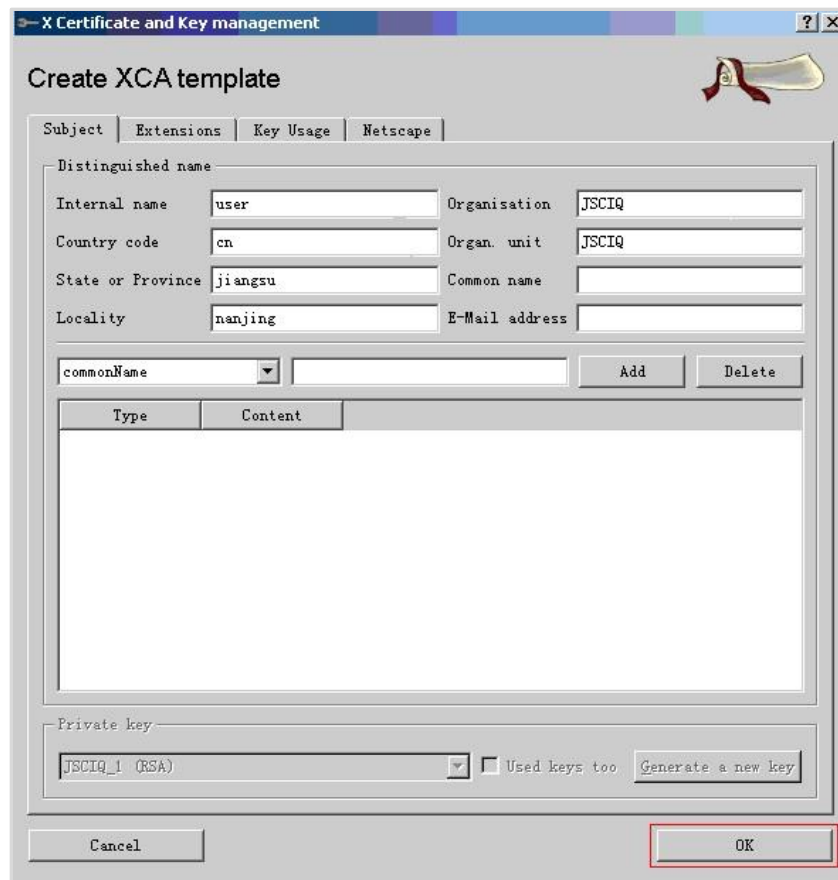 X Certificate and Key management
Create XCA template
Subject Extensions Key Usage Netscape
Distinguished name
Internal name user Organisation JSCIQ
Country code cn Organ. unit JSCIQ
State or Province jiangsu Common name
Locality nanjing E-Mail address
commonName Add Delete
Type Content
Private key
JSCIQ_1 (RSA) Used keys too Generate a new key
Cancel OK